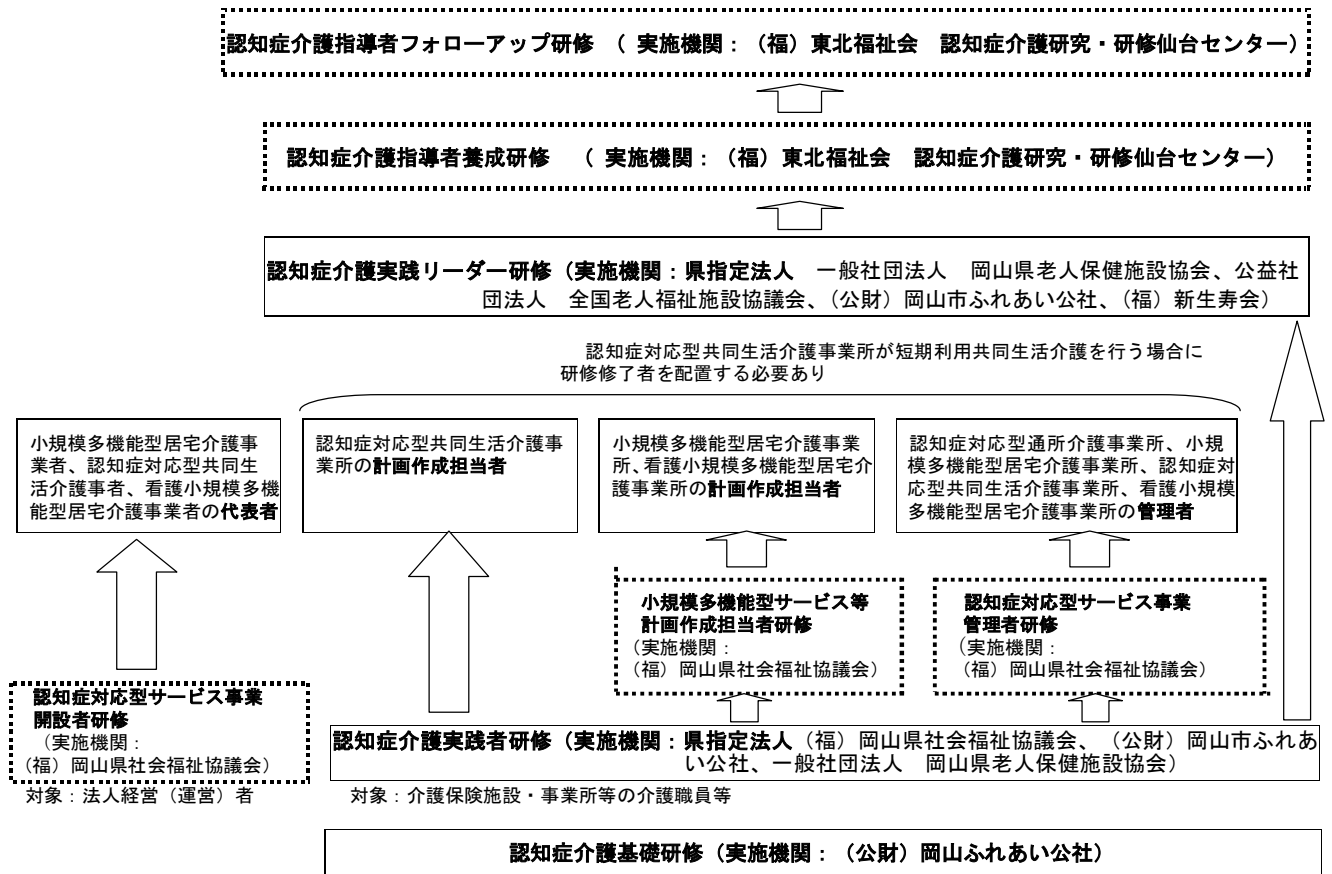 認知症介護指導者フォローアップ研修 （ 実施機関：（福）東北福祉会 認知症介護研究・研修仙台センター）
認知症介護指導者養成研修 （ 実施機関：（福）東北福祉会 認知症介護研究・研修仙台センター）
認知症介護実践リーダー研修（実施機関：県指定法人 一般社団法人 岡山県老人保健施設協会、公益社
団法人 全国老人福祉施設協議会、（公財）岡山市ふれあい公社、（福）新生寿会）
認知症対応型共同生活介護事業所が短期利用共同生活介護を行う場合に
研修修了者を配置する必要あり
小規模多機能型居宅介護事
業者、認知症対応型共同生
活介護事者、看護小規模多機
能型居宅介護事業者の代表者
認知症対応型共同生活介護事
業所の計画作成担当者
小規模多機能型居宅介護事業
所、看護小規模多機能型居宅介
護事業所の計画作成担当者
認知症対応型通所介護事業所、小規
模多機能型居宅介護事業所、認知症対
応型共同生活介護事業所、看護小規模
多機能型居宅介護事業所の管理者
小規模多機能型サービス等
計画作成担当者研修
（実施機関：
（福）岡山県社会福祉協議会）
認知症対応型サービス事業
管理者研修
（実施機関：
（福）岡山県社会福祉協議会）
認知症対応型サービス事業
開設者研修
（実施機関：
（福）岡山県社会福祉協議会）
対象：法人経営（運営）者
認知症介護実践者研修（実施機関：県指定法人（福）岡山県社会福祉協議会、（公財）岡山市ふれあ
い公社、一般社団法人 岡山県老人保健施設協会）
対象：介護保険施設・事業所等の介護職員等
認知症介護基礎研修（実施機関：（公財）岡山ふれあい公社）